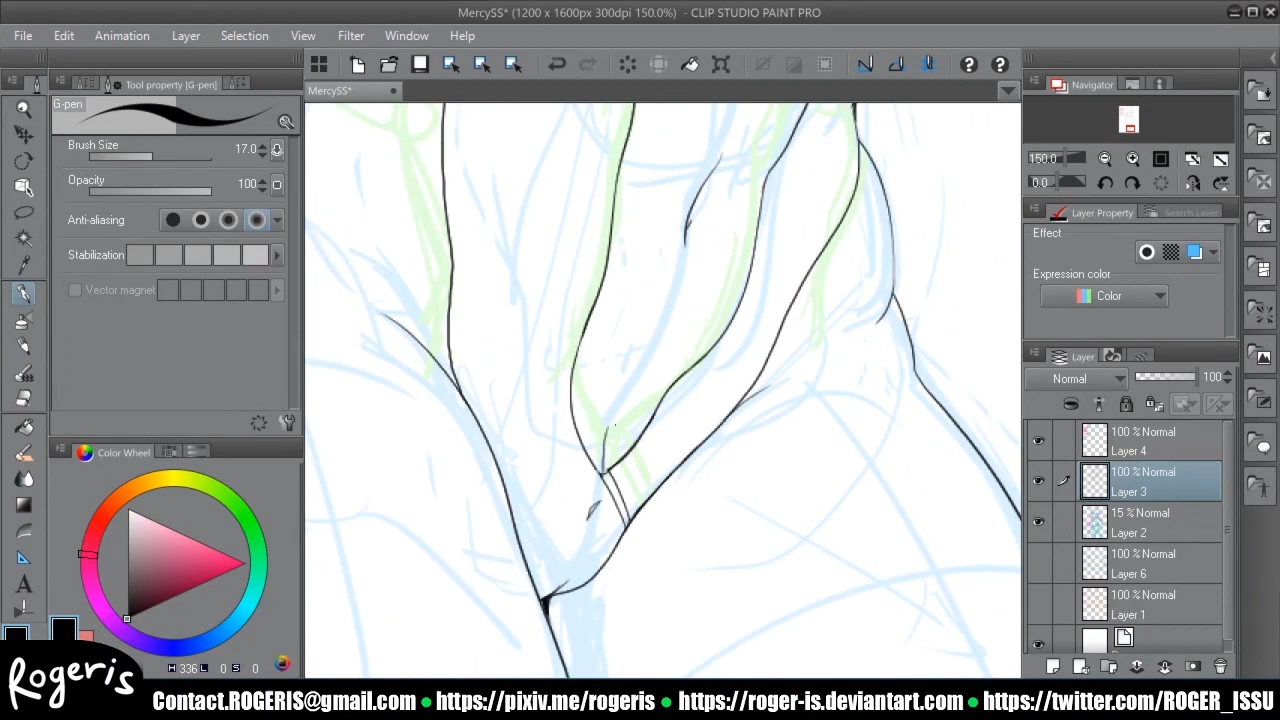 MercySS* (1200 x 1600px 300dpi 150.0%) - CLIP STUDIO PAINT PRO
File Edit Animation Layer Selection View Filter Window Help
Tool property [G-pen]
MercySS*
Navigator
G-pen
Brush Size 17.0
Opacity 100
Anti-aliasing
Stabilization
Vector magnet
150.0
0.0
Layer Property Search Layer
Effect
Expression color
Color
Layer
Normal 100
100 % Normal
Layer 4
100 % Normal
Layer 3
15 % Normal
Layer 2
100 % Normal
Layer 6
100 % Normal
Layer 1
Color Wheel
H 336 L 0 S 0
Rogeris
Contact.ROGERIS@gmail.com ● https://pixiv.me/rogeris ● https://roger-is.deviantart.com ● https://twitter.com/ROGER_ISSU